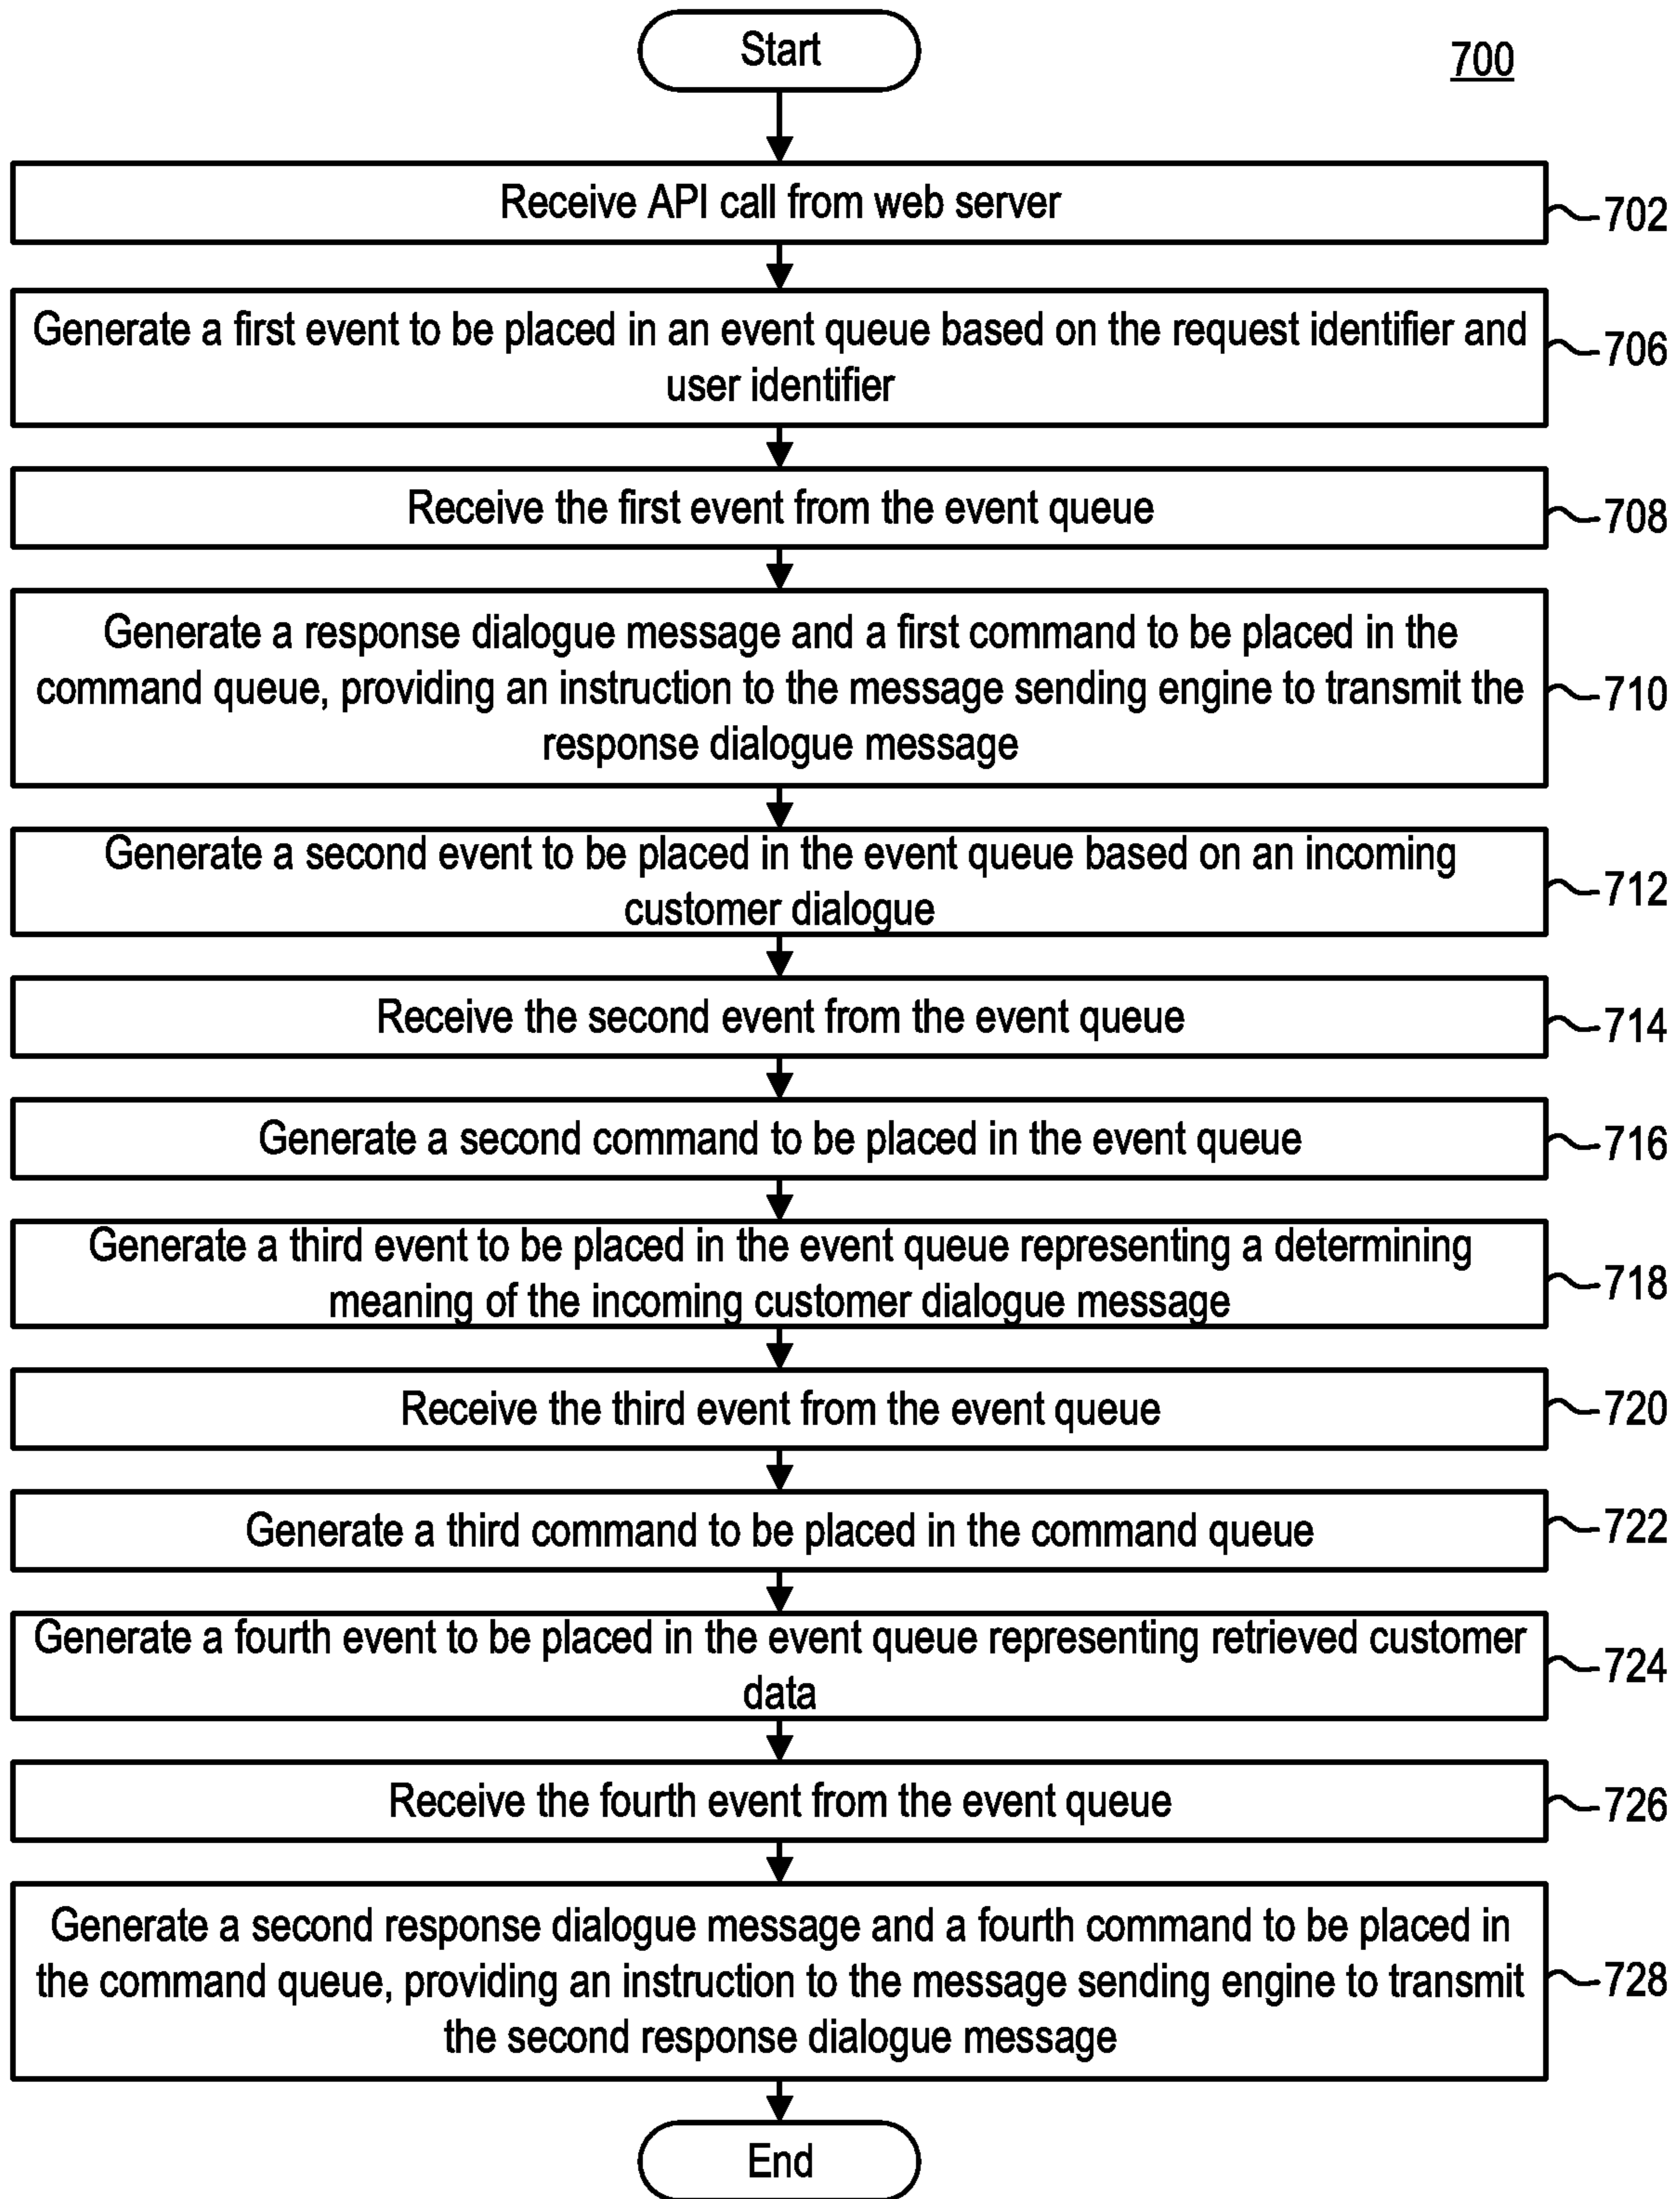 Start
700
Receive API call from web server
702
Generate a first event to be placed in an event queue based on the request identifier and
user identifier
706
Receive the first event from the event queue
708
Generate a response dialogue message and a first command to be placed in the
command queue, providing an instruction to the message sending engine to transmit the
response dialogue message
710
Generate a second event to be placed in the event queue based on an incoming
customer dialogue
712
Receive the second event from the event queue
714
Generate a second command to be placed in the event queue
716
Generate a third event to be placed in the event queue representing a determining
meaning of the incoming customer dialogue message
718
Receive the third event from the event queue
720
Generate a third command to be placed in the command queue
722
Generate a fourth event to be placed in the event queue representing retrieved customer
data
724
Receive the fourth event from the event queue
726
Generate a second response dialogue message and a fourth command to be placed in
the command queue, providing an instruction to the message sending engine to transmit
the second response dialogue message
728
End